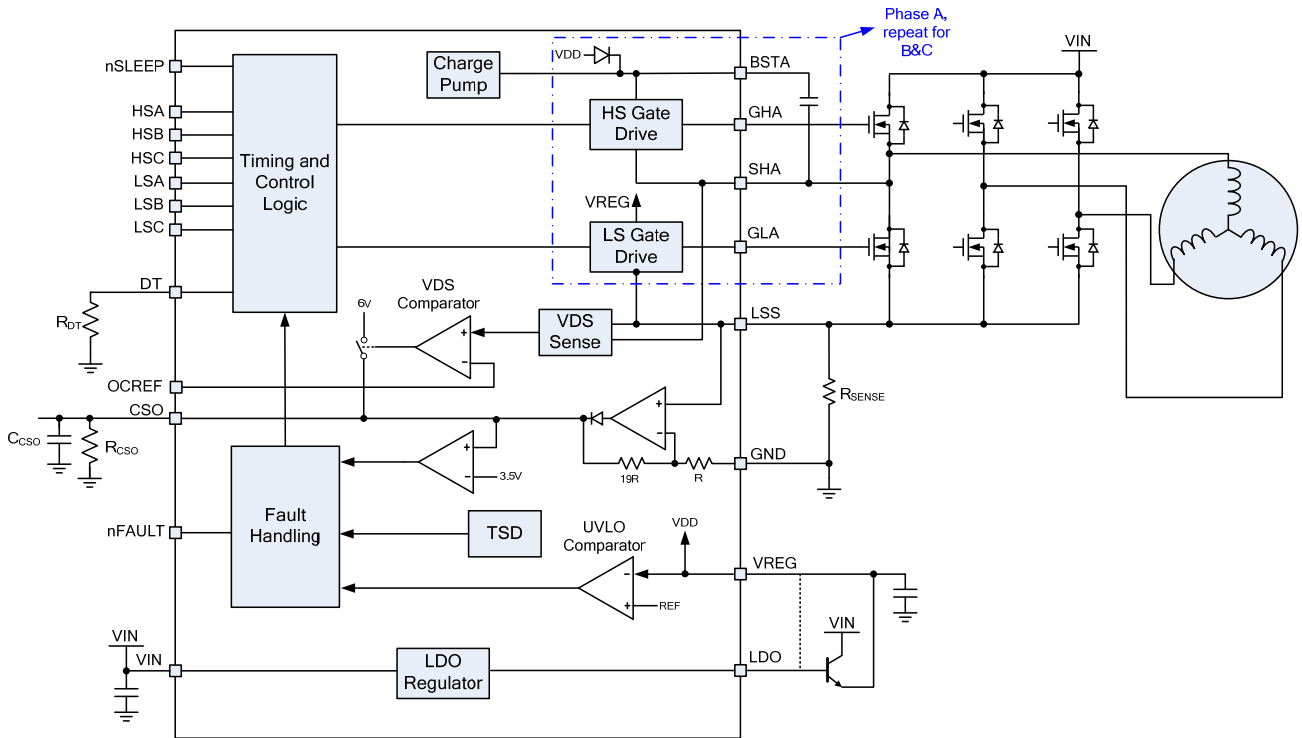 Phase A,
repeat for
B&C
nSLEEP
HSA
HSB
HSC
LSA
LSB
LSC
DT
RDT
Timing and
Control
Logic
Charge
Pump
VDD
HS Gate
Drive
VREG
LS Gate
Drive
BSTA
GHA
SHA
GLA
LSS
VIN
6V
VDS
Comparator
+
-
VDS
Sense
OCREF
CSO
CCSO
RCSO
+
-
3.5V
+
-
19R
R
GND
RSENSE
Fault
Handling
nFAULT
TSD
UVLO
Comparator
VDD
-
+
REF
VREG
VIN
VIN
LDO
Regulator
LDO
VIN